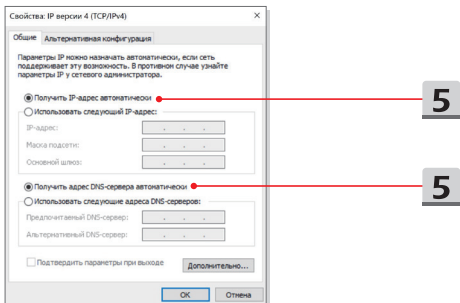 Свойства: IP версии 4 (TCP/IPv4)
Общие
Альтернативная конфигурация
Параметры IP можно назначать автоматически, если сеть
поддерживает эту возможность. В противном случае узнайте
параметры IP у сетевого администратора.
Получить IP-адрес автоматически
5
Использовать следующий IP-адрес:
IP-адрес:
Маска подсети:
Основной шлюз:
Получить адрес DNS-сервера автоматически
5
Использовать следующие адреса DNS-серверов:
Предпочитаемый DNS-сервер:
Альтернативный DNS-сервер:
Подтвердить параметры при выходе
Дополнительно...
ОК
Отмена